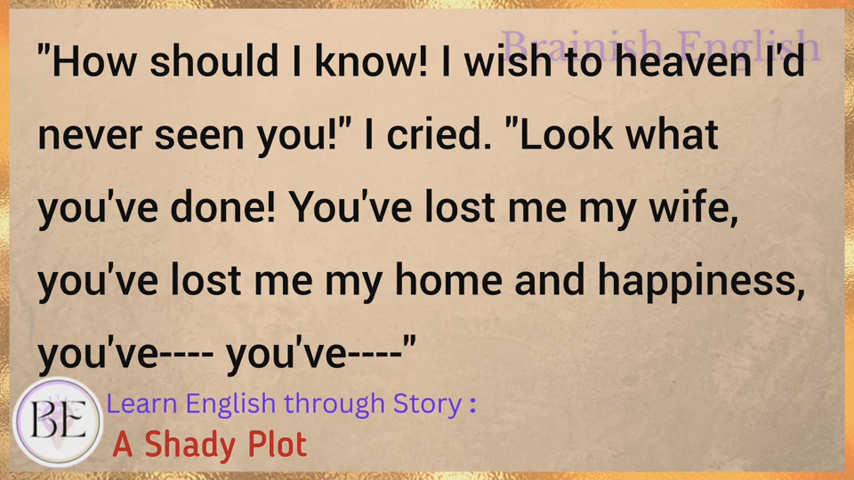 Brainish English
"How should I know! I wish to heaven I'd
never seen you!" I cried. "Look what
you've done! You've lost me my wife,
you've lost me my home and happiness,
you've---- you've----"
BE
Learn English through Story :
A Shady Plot